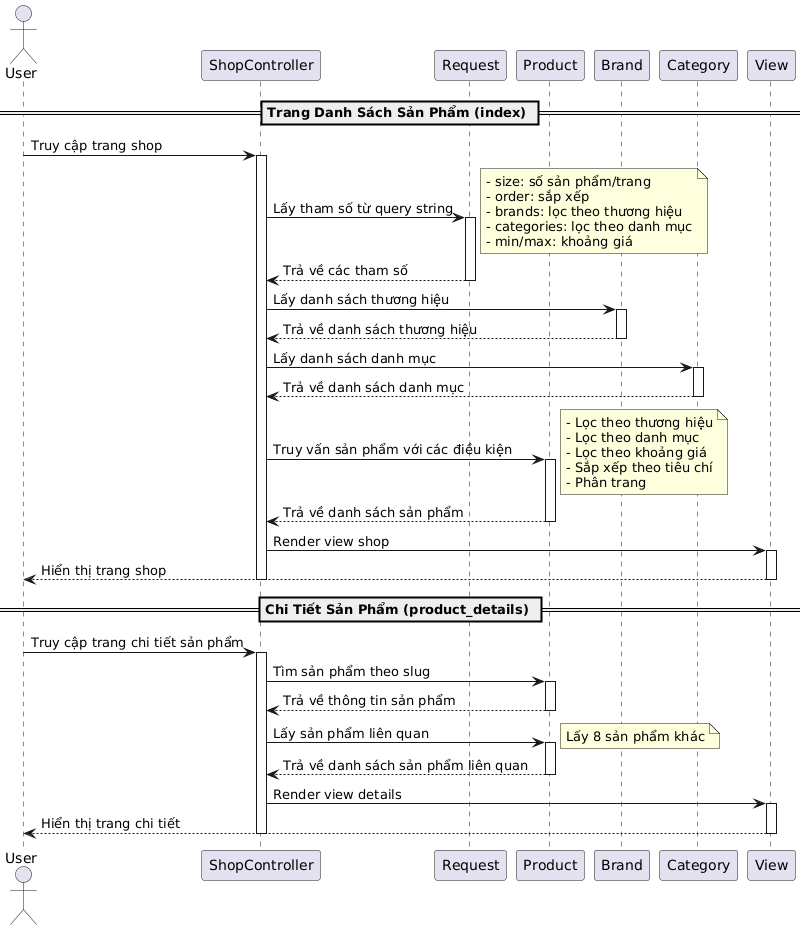 User
ShopController
Request
Product
Brand
Category
View
Trang Danh Sách Sản Phẩm (index)
Truy cập trang shop
Lấy tham số từ query string
- size: số sản phẩm/trang
- order: sắp xếp
- brands: lọc theo thương hiệu
- categories: lọc theo danh mục
- min/max: khoảng giá
Trả về các tham số
Lấy danh sách thương hiệu
Trả về danh sách thương hiệu
Lấy danh sách danh mục
Trả về danh sách danh mục
Truy vấn sản phẩm với các điều kiện
- Lọc theo thương hiệu
- Lọc theo danh mục
- Lọc theo khoảng giá
- Sắp xếp theo tiêu chí
- Phân trang
Trả về danh sách sản phẩm
Render view shop
Hiển thị trang shop
Chi Tiết Sản Phẩm (product_details)
Truy cập trang chi tiết sản phẩm
Tìm sản phẩm theo slug
Trả về thông tin sản phẩm
Lấy sản phẩm liên quan
Lấy 8 sản phẩm khác
Trả về danh sách sản phẩm liên quan
Render view details
Hiển thị trang chi tiết
User
ShopController
Request
Product
Brand
Category
View